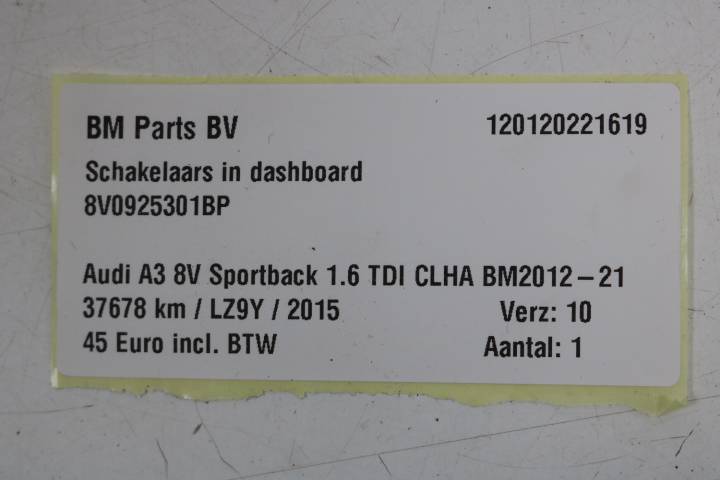 BM Parts BV 120120221619
Schakelaars in dashboard
8V0925301BP
Audi A3 8V Sportback 1.6 TDI CLHA BM2012-21
37678 km / LZ9Y / 2015 Verz: 10
45 Euro incl. BTW Aantal: 1